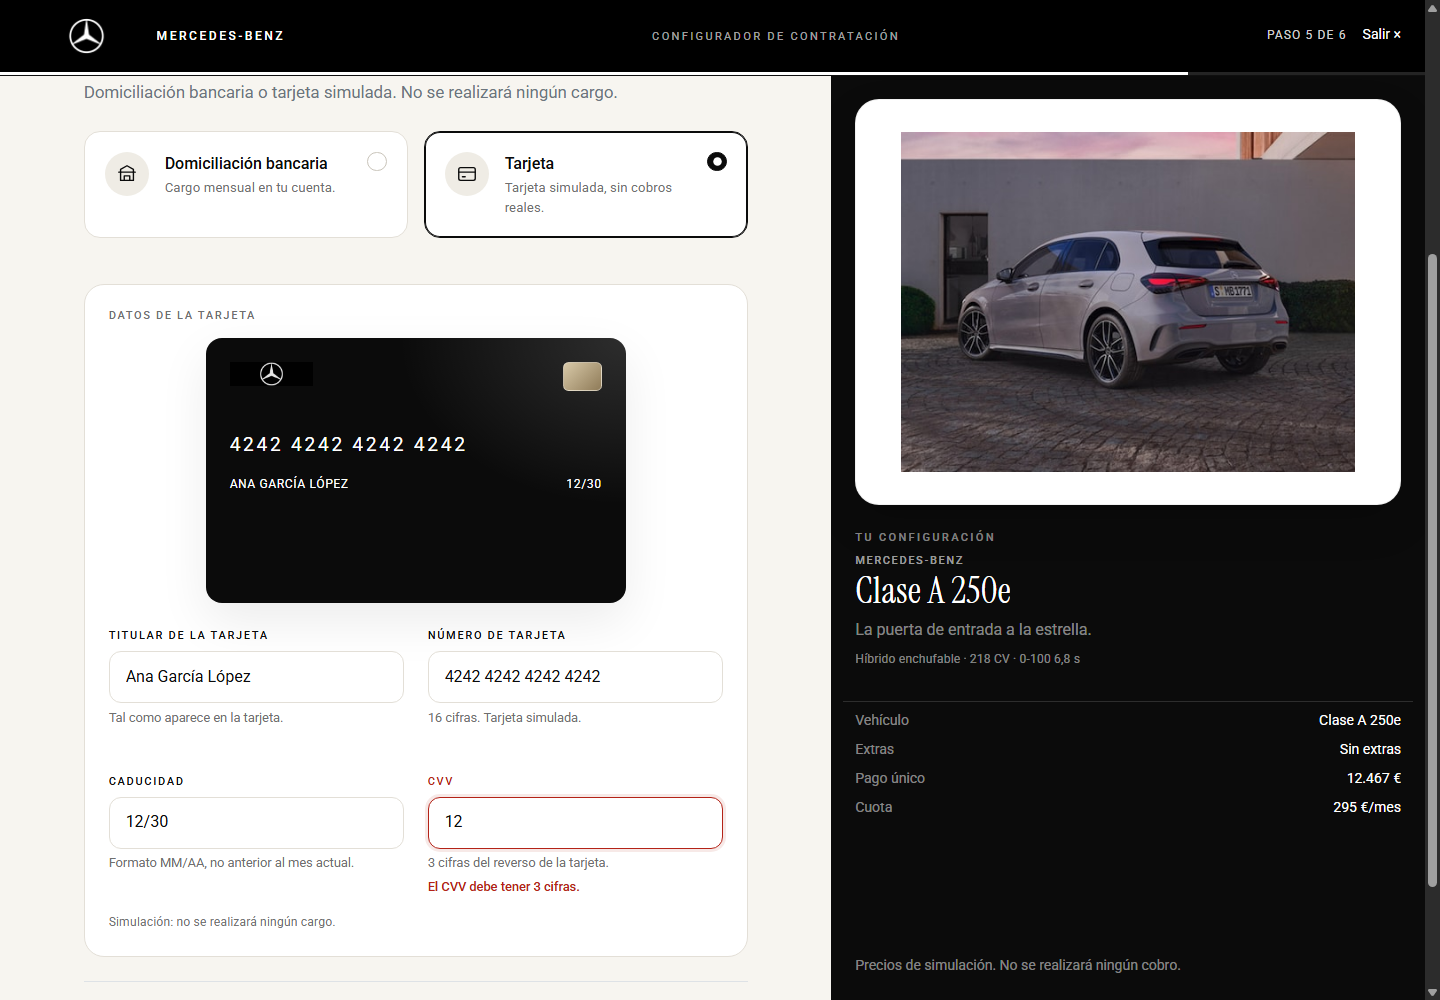 MERCEDES-BENZ
CONFIGURADOR DE CONTRATACIÓN
PASO 5 DE 6
Salir ×
Domiciliación bancaria o tarjeta simulada. No se realizará ningún cargo.
Domiciliación bancaria
Cargo mensual en tu cuenta.
Tarjeta
Tarjeta simulada, sin cobros
reales.
DATOS DE LA TARJETA
4242 4242 4242 4242
ANA GARCÍA LÓPEZ
12/30
TITULAR DE LA TARJETA
Ana García López
Tal como aparece en la tarjeta.
NÚMERO DE TARJETA
4242 4242 4242 4242
16 cifras. Tarjeta simulada.
CADUCIDAD
12/30
Formato MM/AA, no anterior al mes actual.
CVV
12
3 cifras del reverso de la tarjeta.
El CVV debe tener 3 cifras.
Simulación: no se realizará ningún cargo.
TU CONFIGURACIÓN
MERCEDES-BENZ
Clase A 250e
La puerta de entrada a la estrella.
Híbrido enchufable · 218 CV · 0-100 6,8 s
Vehículo
Clase A 250e
Extras
Sin extras
Pago único
12.467 €
Cuota
295 €/mes
Precios de simulación. No se realizará ningún cobro.